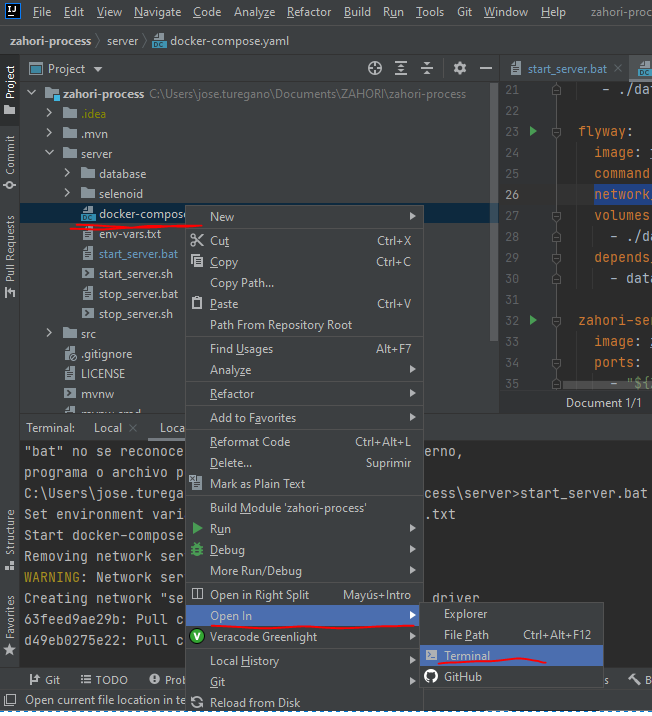 File Edit View Navigate Code Analyze Refactor Build Run Tools Git Window Help zahori-proc
zahori-process server docker-compose.yaml
Project
start_server.bat
zahori-process C:\Users\jose.turegano\Documents\ZAHORI\zahori-process
.idea
.mvn
server
database
selenoid
docker-compose
env-vars.txt
start_server.bat
start_server.sh
stop_server.bat
stop_server.sh
src
.gitignore
LICENSE
mvnw
Project
Commit
Pull Requests
Structure
Favorites
21 - ./dat
22
23 flyway:
24 image:
25 command
26 network
27 volumes
28 - ./d
29 depends
30 - dat
31
32 zahori-se
33 image:
34 ports:
35 - "${
Document 1/1
New
Cut Ctrl+X
Copy Ctrl+C
Copy Path...
Paste Ctrl+V
Path From Repository Root
Find Usages Alt+F7
Analyze
Refactor
Add to Favorites
Reformat Code Ctrl+Alt+L
Delete... Suprimir
Mark as Plain Text
Build Module 'zahori-process'
Run
Debug
More Run/Debug
Open in Right Split Mayús+Intro
Open In
Veracode Greenlight
Local History
Git
Reload from Disk
Explorer
File Path Ctrl+Alt+F12
Terminal
GitHub
Terminal: Local Loca
"bat" no se reconoce erno,
programa o archivo p
C:\Users\jose.turega cess\server>start_server.bat
Set environment vari .txt
Start docker-compose
Removing network ser
WARNING: Network ser
Creating network "se driver
63feed9ae29b: Pull c
d49eb0275e22: Pull c
Git TODO Prob
Open current file location in te